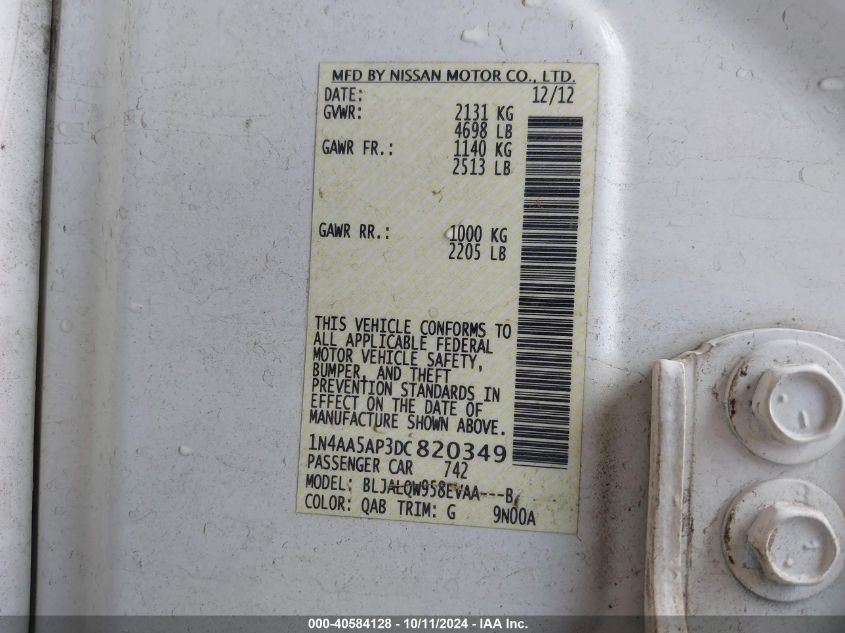 MFD BY NISSAN MOTOR CO., LTD.
DATE: 12/12
GVWR: 2131 KG
4698 LB
GAWR FR.: 1140 KG
2513 LB
GAWR RR.: 1000 KG
2205 LB
THIS VEHICLE CONFORMS TO
ALL APPLICABLE FEDERAL
MOTOR VEHICLE SAFETY,
BUMPER, AND THEFT
PREVENTION STANDARDS IN
EFFECT ON THE DATE OF
MANUFACTURE SHOWN ABOVE.
1N4AA5AP3DC820349
PASSENGER CAR 742
MODEL: BLJALQW958EVAA---B
COLOR: QAB TRIM: G 9N00A
000-40584128 - 10/11/2024 - IAA Inc.